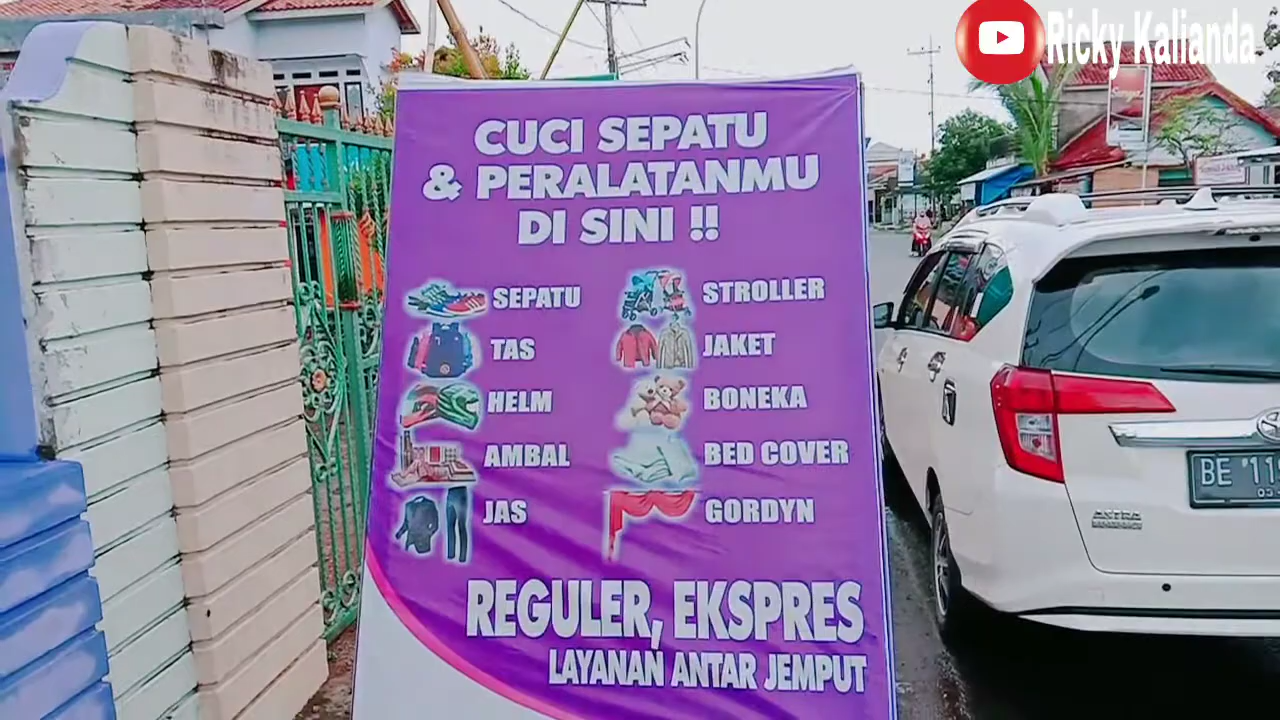 Ricky Kalianda
CUCI SEPATU
& PERALATANMU
DI SINI !!
SEPATU
STROLLER
TAS
JAKET
HELM
BONEKA
AMBAL
BED COVER
JAS
GORDYN
REGULER, EKSPRES
LAYANAN ANTAR JEMPUT
BE